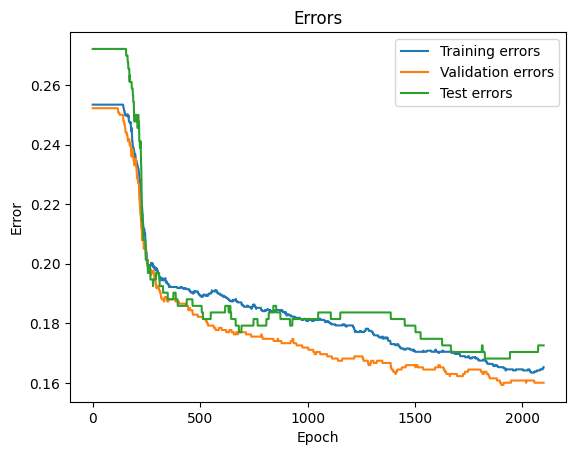 Errors
Training errors
Validation errors
Test errors
0.26
0.24
0.22
0.20
0.18
0.16
Error
0
500
1000
1500
2000
Epoch